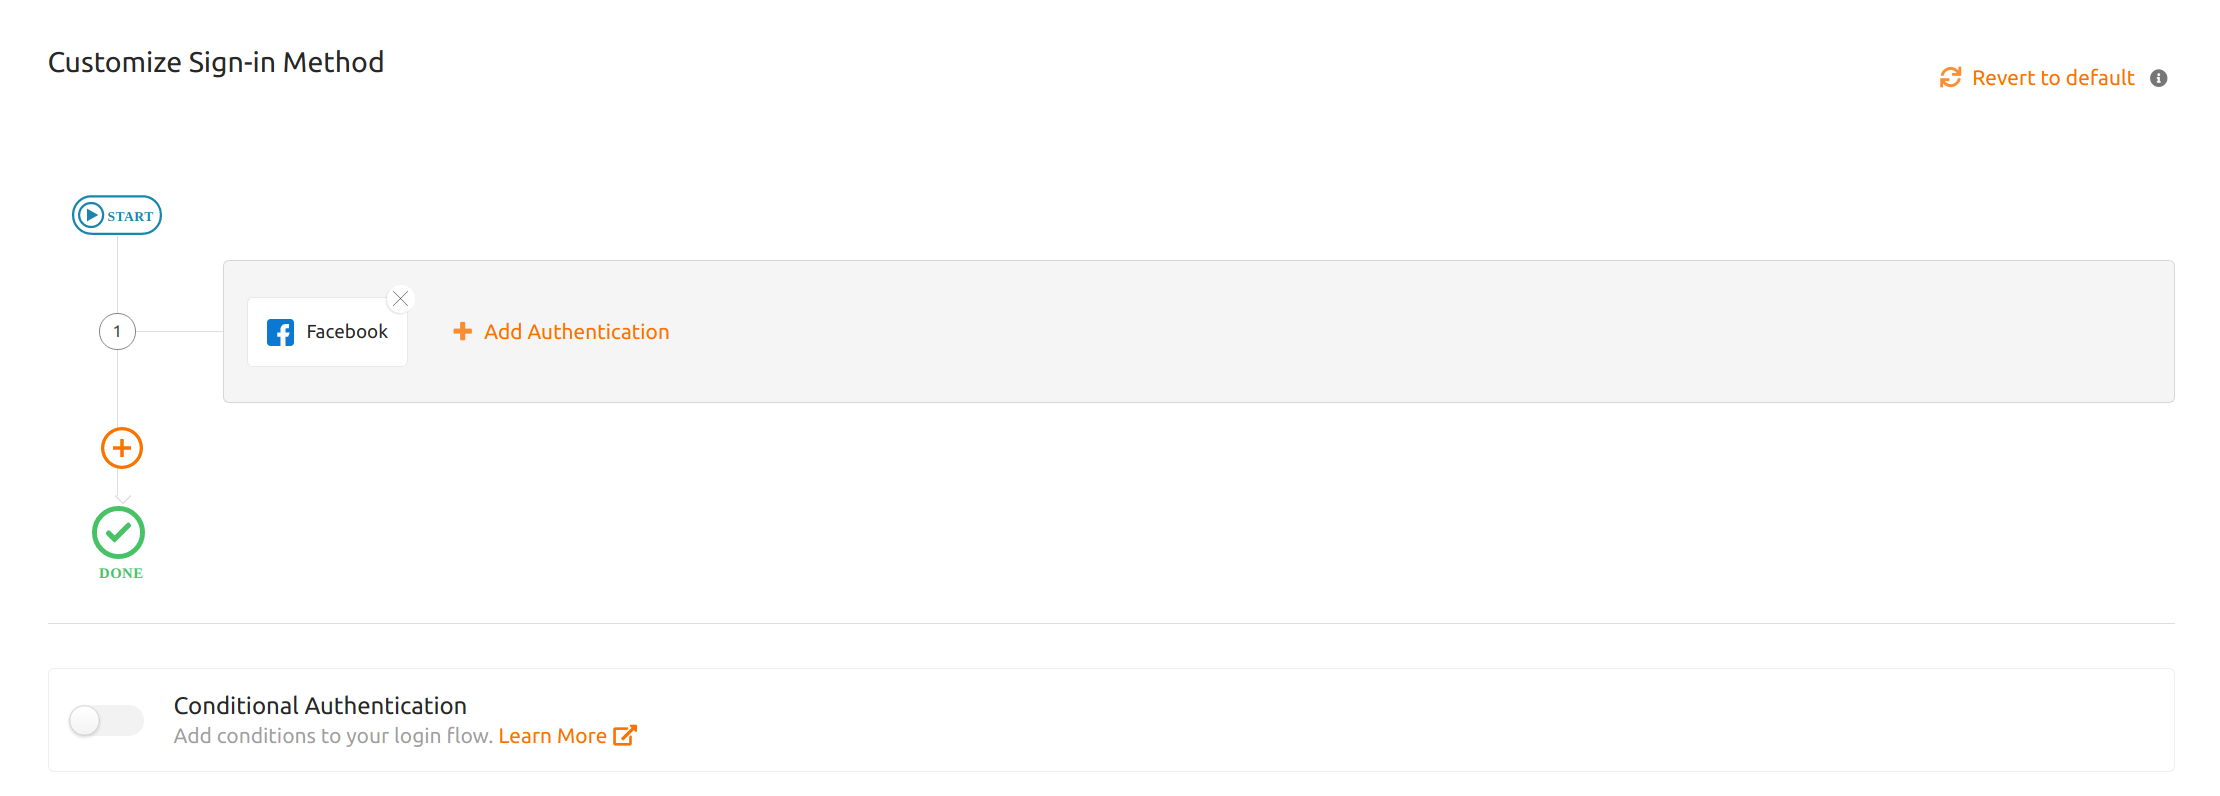 Customize Sign-in Method
Revert to default
START
1
Facebook
Add Authentication
DONE
Conditional Authentication
Add conditions to your login flow. Learn More